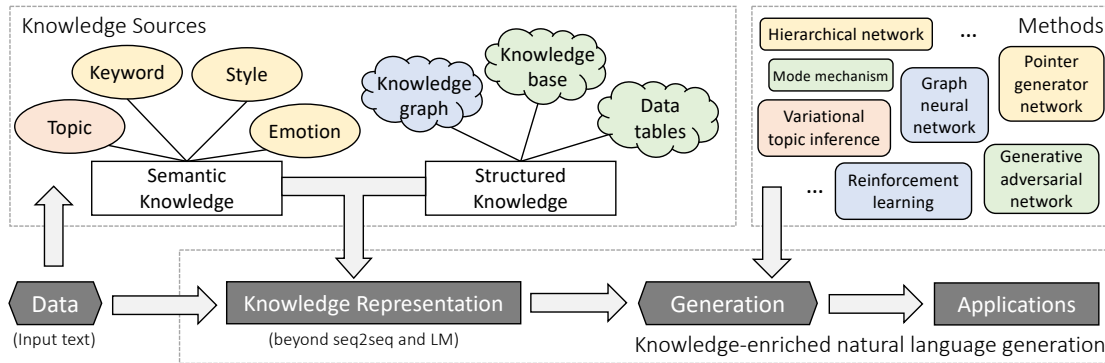 Knowledge Sources
Keyword
Style
Topic
Emotion
Semantic
Knowledge
Knowledge
graph
Knowledge
base
Data
tables
Structured
Knowledge
Methods
Hierarchical network
...
Mode mechanism
Graph
neural
network
Pointer
generator
network
Variational
topic inference
...
Reinforcement
learning
Generative
adversarial
network
Data
(Input text)
Knowledge Representation
(beyond seq2seq and LM)
Generation
Applications
Knowledge-enriched natural language generation